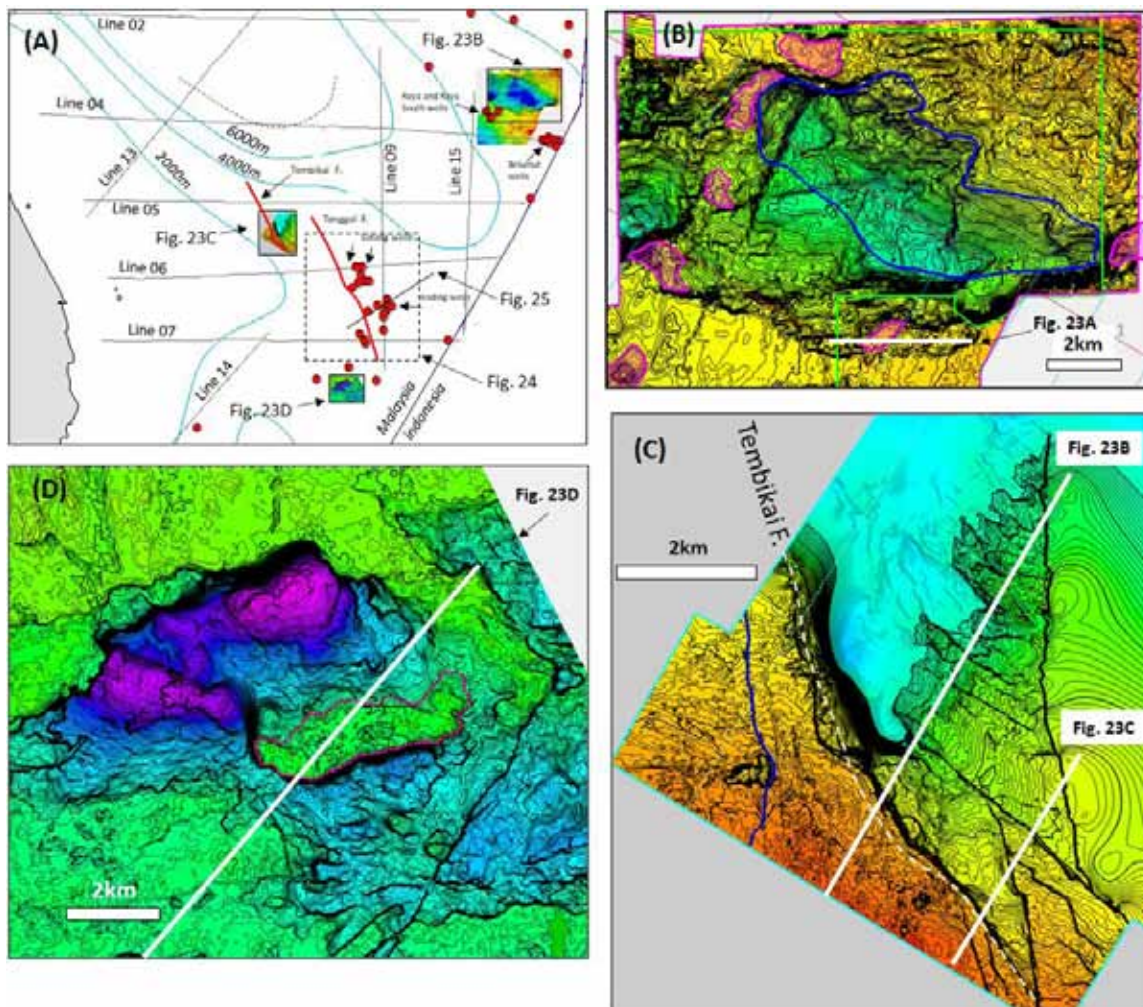 (A)
Line 02
Fig. 23B
Line 04
6000m
4000m
2000m
Line 13
Line 09
Line 15
Tembikai F.
Line 05
Fig. 23C
Line 06
Fig. 25
Line 07
Fig. 24
Line 14
Fig. 23D
Malaysia
Indonesia
(B)
Fig. 23A
2km
(C)
Tembikai F.
Fig. 23B
2km
Fig. 23C
(D)
Fig. 23D
2km